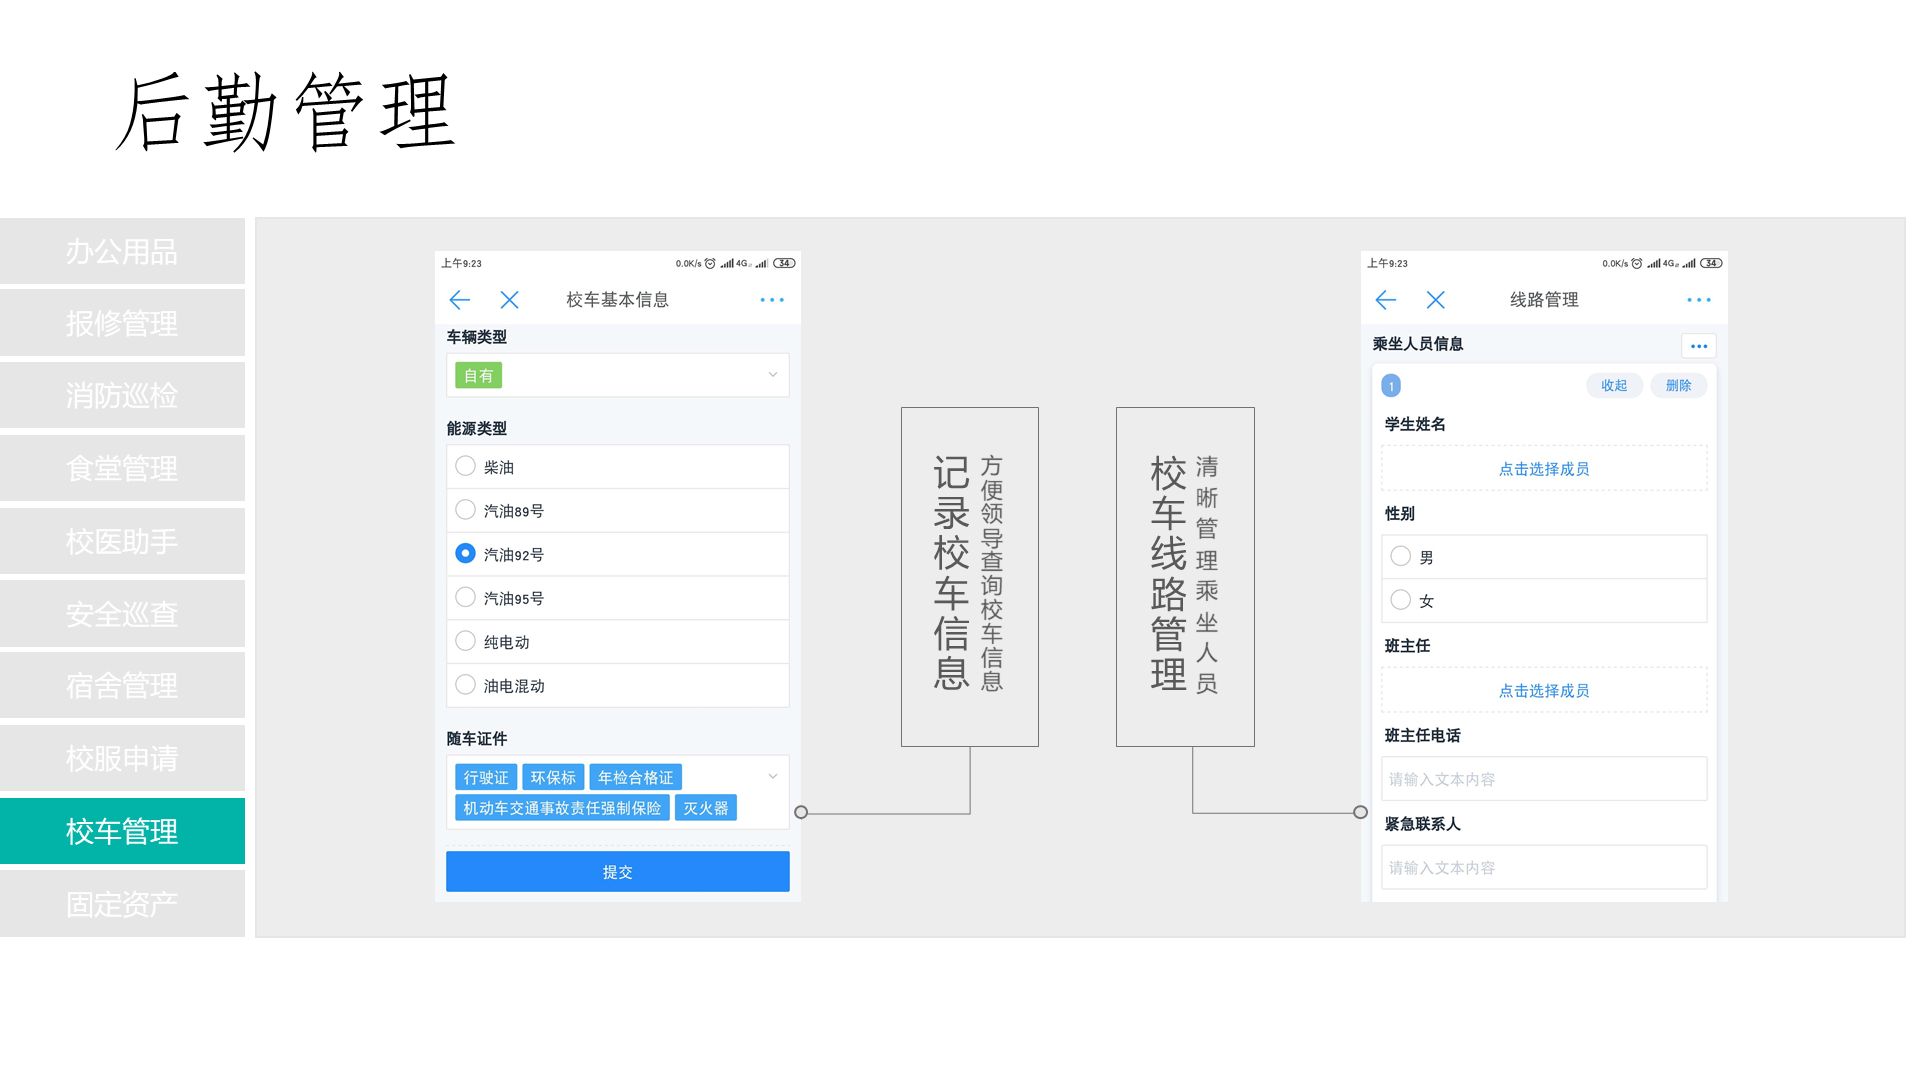 后勤管理
办公用品
报修管理
消防巡检
食堂管理
校医助手
安全巡查
宿舍管理
校服申请
校车管理
固定资产
上午9:23
0.0K/s 4G 34
校车基本信息
车辆类型
自有
能源类型
柴油
汽油89号
汽油92号
汽油95号
纯电动
油电混动
随车证件
行驶证 环保标 年检合格证
机动车交通事故责任强制保险 灭火器
提交
记录校车信息
方便领导查询校车信息
校车线路管理
清晰管理乘坐人员
上午9:23
0.0K/s 4G 34
线路管理
乘坐人员信息
1 收起 删除
学生姓名
点击选择成员
性别
男
女
班主任
点击选择成员
班主任电话
请输入文本内容
紧急联系人
请输入文本内容